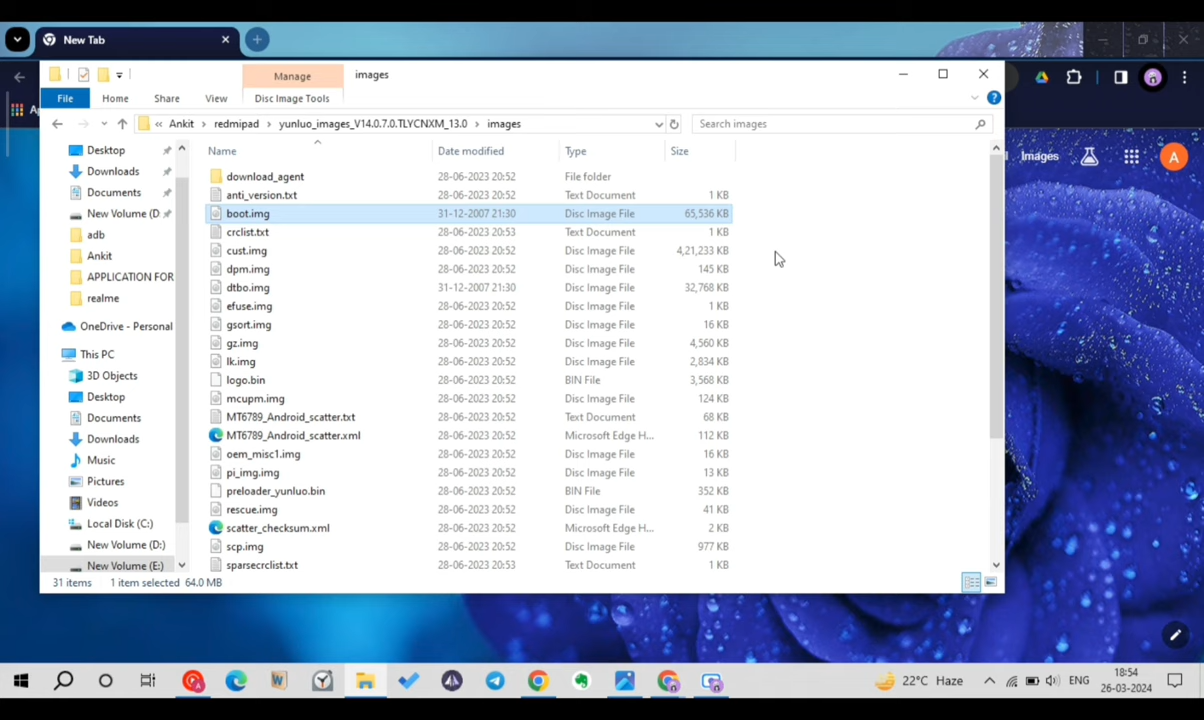 New Tab
Manage
images
File
Home
Share
View
Disc Image Tools
« Ankit › redmipad › yunluo_images_V14.0.7.0.TLYCNXM_13.0 › images
Search images
Images
A
Name
Date modified
Type
Size
Desktop
Downloads
Documents
New Volume (D
adb
Ankit
APPLICATION FOR
realme
OneDrive - Personal
This PC
3D Objects
Desktop
Documents
Downloads
Music
Pictures
Videos
Local Disk (C:)
New Volume (D:)
New Volume (E:)
download_agent 28-06-2023 20:52 File folder
anti_version.txt 28-06-2023 20:52 Text Document 1 KB
boot.img 31-12-2007 21:30 Disc Image File 65,536 KB
crclist.txt 28-06-2023 20:53 Text Document 1 KB
cust.img 28-06-2023 20:52 Disc Image File 4,21,233 KB
dpm.img 28-06-2023 20:52 Disc Image File 145 KB
dtbo.img 31-12-2007 21:30 Disc Image File 32,768 KB
efuse.img 28-06-2023 20:52 Disc Image File 1 KB
gsort.img 28-06-2023 20:52 Disc Image File 16 KB
gz.img 28-06-2023 20:52 Disc Image File 4,560 KB
lk.img 28-06-2023 20:52 Disc Image File 2,834 KB
logo.bin 28-06-2023 20:52 BIN File 3,568 KB
mcupm.img 28-06-2023 20:52 Disc Image File 124 KB
MT6789_Android_scatter.txt 28-06-2023 20:52 Text Document 68 KB
MT6789_Android_scatter.xml 28-06-2023 20:52 Microsoft Edge H... 112 KB
oem_misc1.img 28-06-2023 20:52 Disc Image File 16 KB
pi_img.img 28-06-2023 20:52 Disc Image File 13 KB
preloader_yunluo.bin 28-06-2023 20:52 BIN File 352 KB
rescue.img 28-06-2023 20:52 Disc Image File 41 KB
scatter_checksum.xml 28-06-2023 20:52 Microsoft Edge H... 2 KB
scp.img 28-06-2023 20:52 Disc Image File 977 KB
sparsecrclist.txt 28-06-2023 20:53 Text Document 1 KB
31 items 1 item selected 64.0 MB
22°C Haze
ENG
18:54
26-03-2024